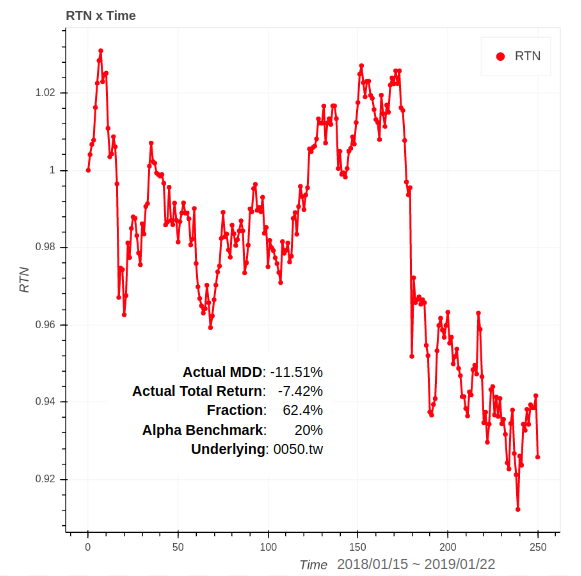 RTN x Time
RTN
1.02
1
0.98
0.96
0.94
0.92
RTN
Actual MDD: -11.51%
Actual Total Return: -7.42%
Fraction: 62.4%
Alpha Benchmark: 20%
Underlying: 0050.tw
0 50 100 150 200 250
Time 2018/01/15 ~ 2019/01/22